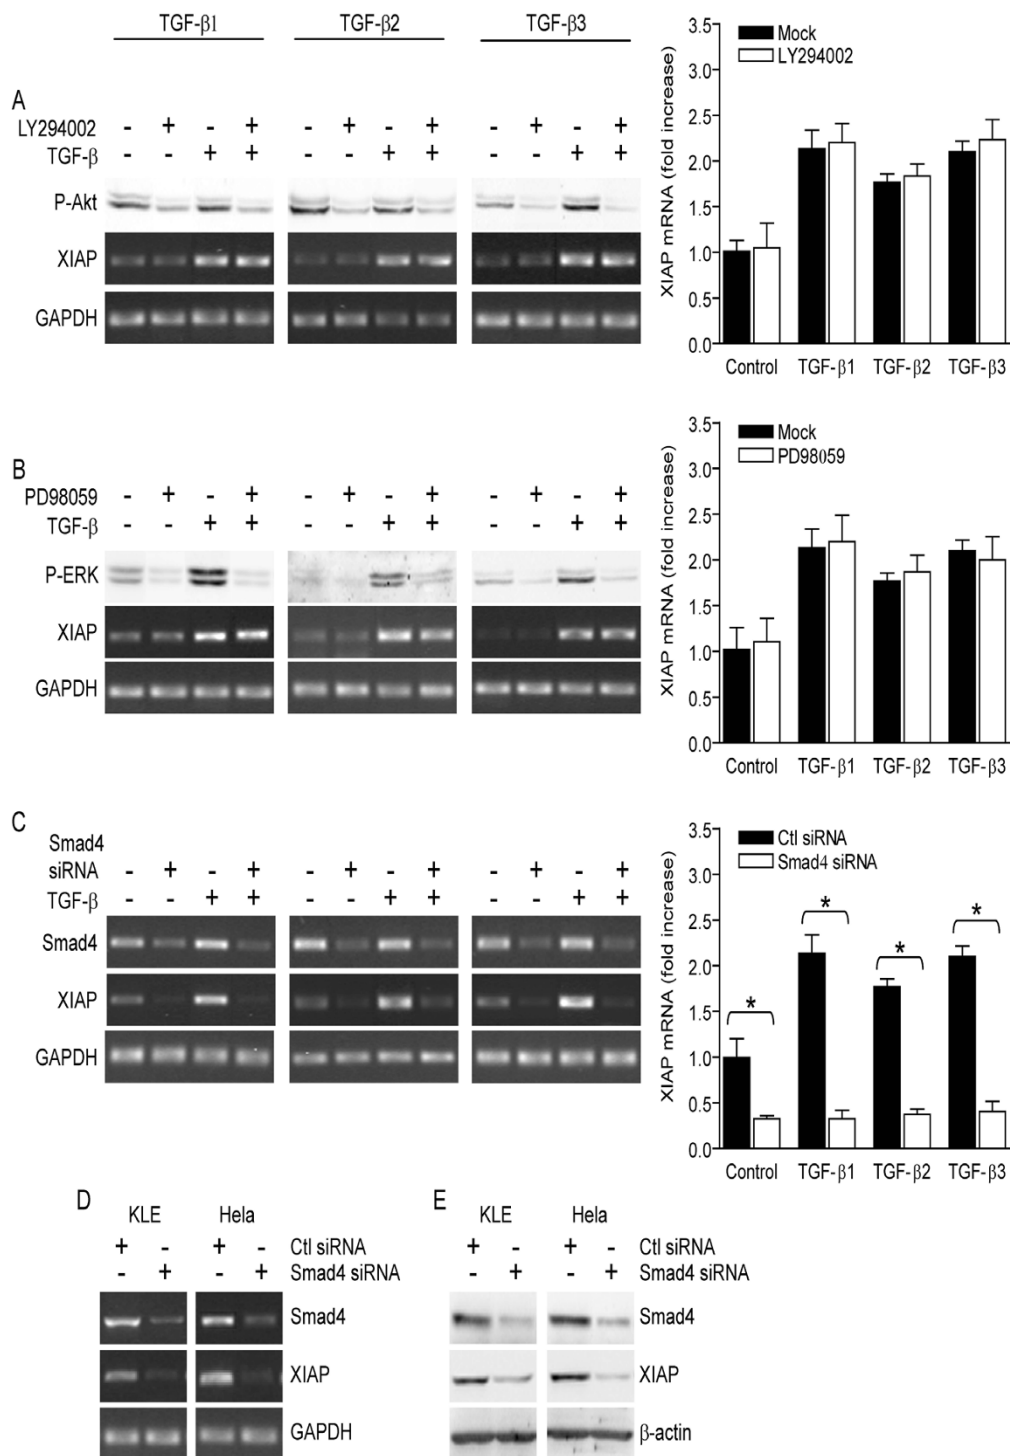 TGF-β1 TGF-β2 TGF-β3
A
LY294002 - + - + - + - + - + - +
TGF-β - - + + - - + + - - + +
P-Akt
XIAP
GAPDH
Mock
LY294002
XIAP mRNA (fold increase)
3.5
3.0
2.5
2.0
1.5
1.0
0.5
0.0
Control TGF-β1 TGF-β2 TGF-β3
B
PD98059 - + - + - + - + - + - +
TGF-β - - + + - - + + - - + +
P-ERK
XIAP
GAPDH
Mock
PD98059
XIAP mRNA (fold increase)
3.5
3.0
2.5
2.0
1.5
1.0
0.5
0.0
Control TGF-β1 TGF-β2 TGF-β3
C
Smad4
siRNA - + - + - + - + - + - +
TGF-β - - + + - - + + - - + +
Smad4
XIAP
GAPDH
Ctl siRNA
Smad4 siRNA
XIAP mRNA (fold increase)
3.5
3.0
2.5
2.0
1.5
1.0
0.5
0.0
* * * *
Control TGF-β1 TGF-β2 TGF-β3
D
KLE Hela
+ - + - Ctl siRNA
- + - + Smad4 siRNA
Smad4
XIAP
GAPDH
E
KLE Hela
+ - + - Ctl siRNA
- + - + Smad4 siRNA
Smad4
XIAP
β-actin